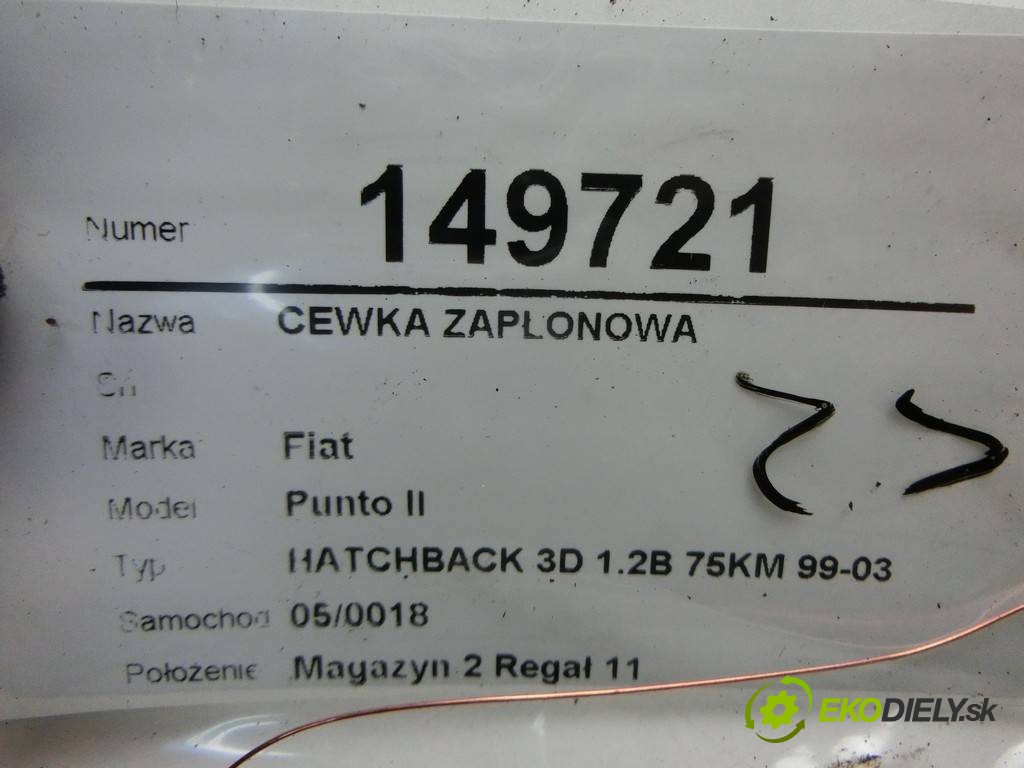 Numer 149721
Nazwa CEWKA ZAPŁONOWA
Marka Fiat
Model Punto II
Typ HATCHBACK 3D 1.2B 75KM 99-03
Samochod 05/0018
Położenie Magazyn 2 Regał 11
EKODIELY.sk